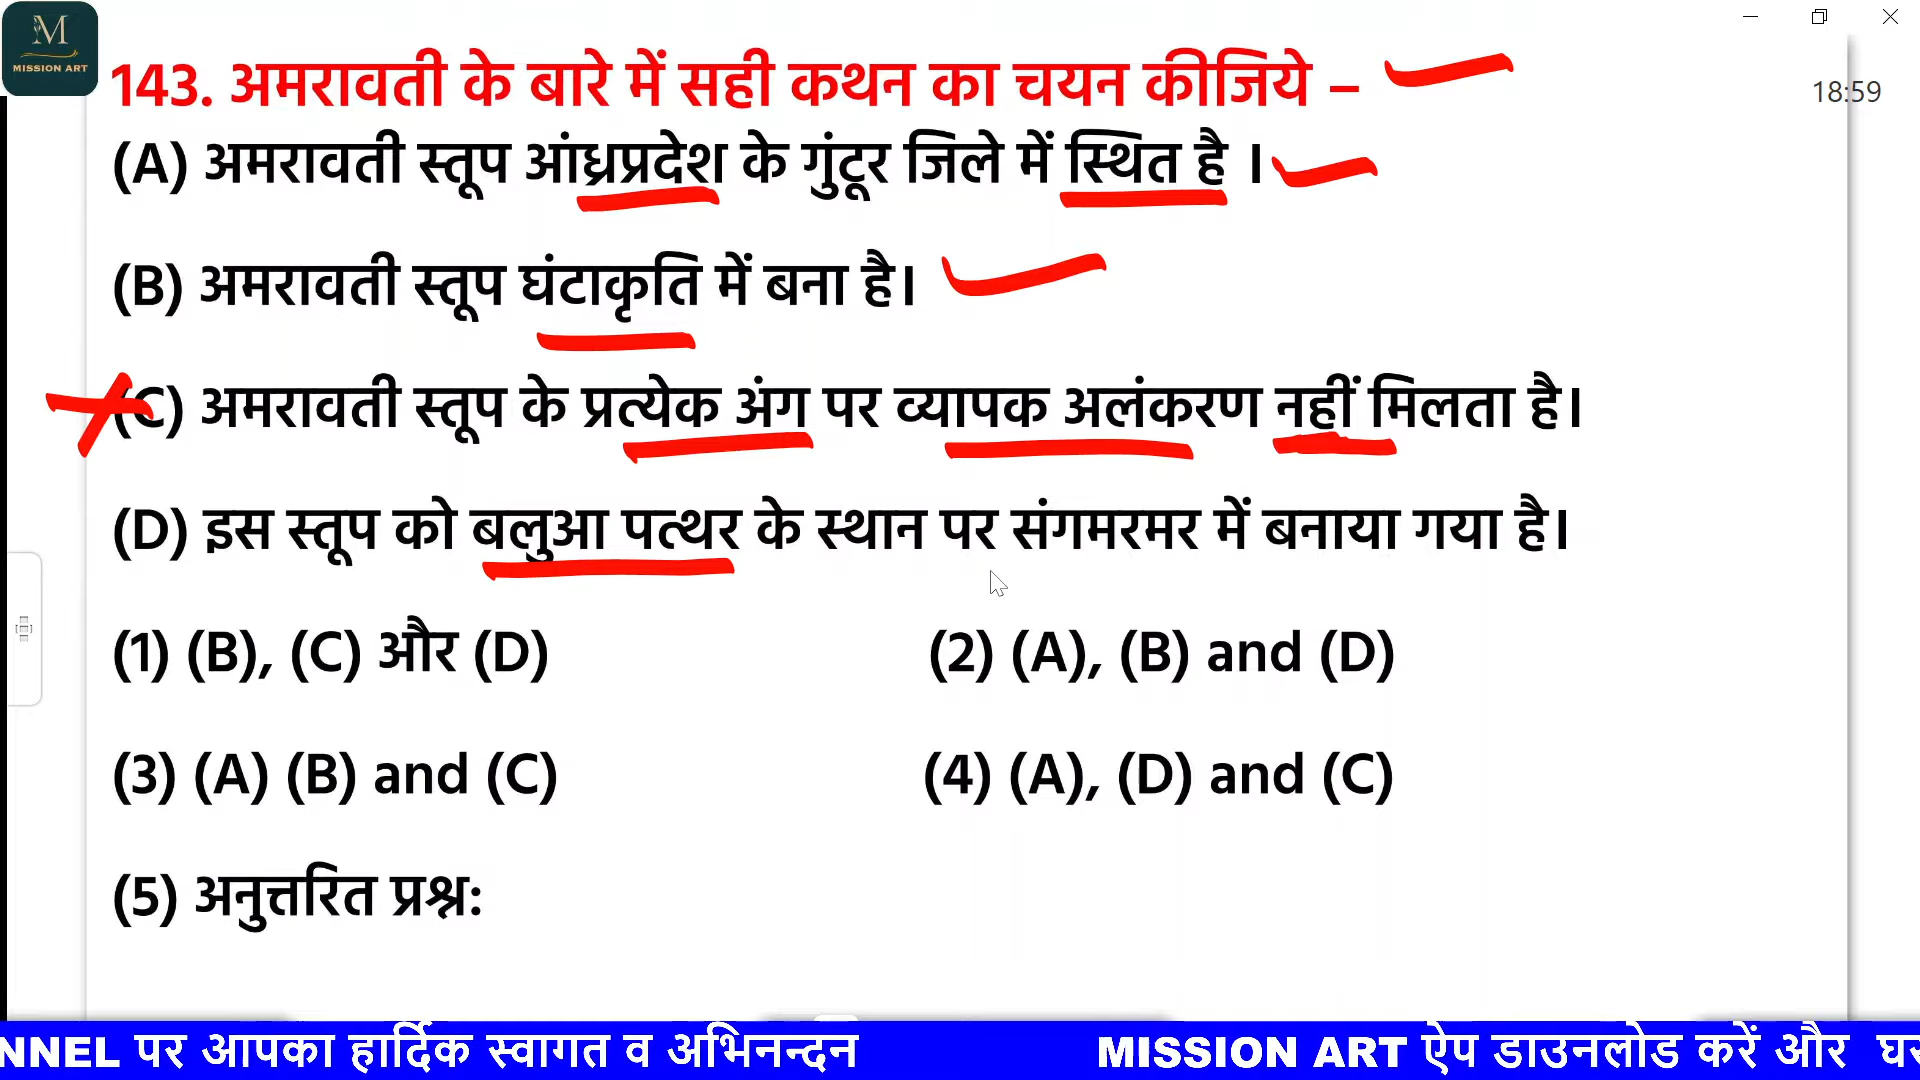 M
MISSION ART
18:59
143. अमरावती के बारे में सही कथन का चयन कीजिये –
(A) अमरावती स्तूप आंध्रप्रदेश के गुंटूर जिले में स्थित है ।
(B) अमरावती स्तूप घंटाकृति में बना है।
(C) अमरावती स्तूप के प्रत्येक अंग पर व्यापक अलंकरण नहीं मिलता है।
(D) इस स्तूप को बलुआ पत्थर के स्थान पर संगमरमर में बनाया गया है।
(1) (B), (C) और (D)
(2) (A), (B) and (D)
(3) (A) (B) and (C)
(4) (A), (D) and (C)
(5) अनुत्तरित प्रश्न:
NNEL पर आपका हार्दिक स्वागत व अभिनन्दन MISSION ART ऐप डाउनलोड करें और